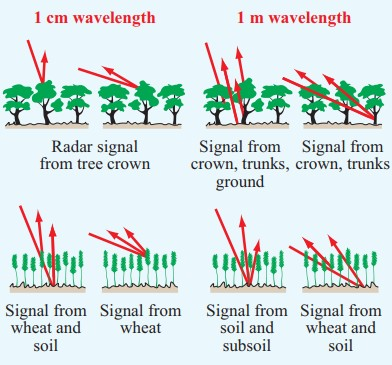 1 cm wavelength
1 m wavelength
Radar signal
from tree crown
Signal from
crown, trunks,
ground
Signal from
crown, trunks
Signal from
wheat and
soil
Signal from
wheat
Signal from
soil and
subsoil
Signal from
wheat and
soil